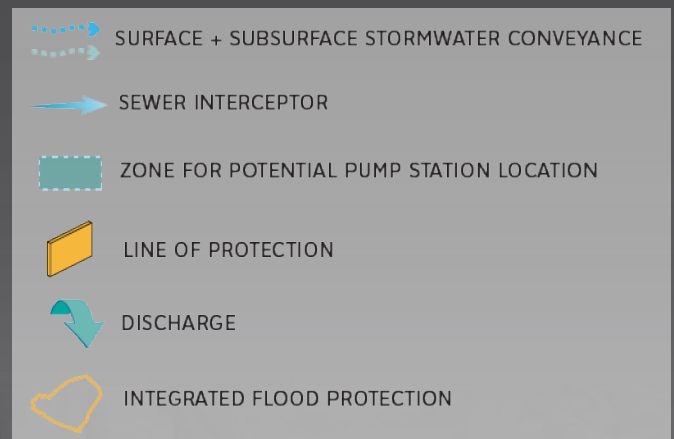 SURFACE + SUBSURFACE STORMWATER CONVEYANCE
SEWER INTERCEPTOR
ZONE FOR POTENTIAL PUMP STATION LOCATION
LINE OF PROTECTION
DISCHARGE
INTEGRATED FLOOD PROTECTION